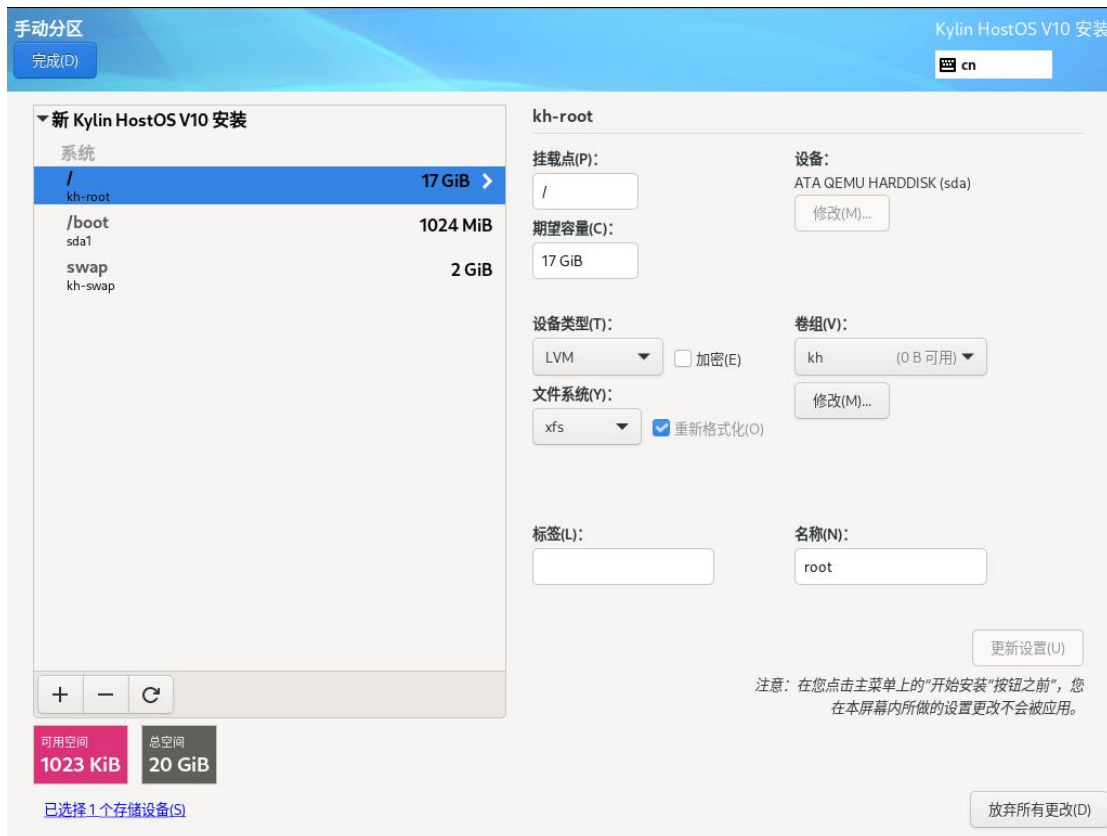 手动分区
Kylin HostOS V10 安装
完成(D)
cn
新 Kylin HostOS V10 安装
系统
/
17 GiB
kh-root
/boot
1024 MiB
sda1
swap
2 GiB
kh-swap
kh-root
挂载点(P)：
设备：
/
ATA QEMU HARDDISK (sda)
修改(M)...
期望容量(C)：
17 GiB
设备类型(T)：
卷组(V)：
LVM
加密(E)
kh
(0 B 可用)
修改(M)...
文件系统(Y)：
xfs
重新格式化(O)
标签(L)：
名称(N)：
root
更新设置(U)
注意：在您点击主菜单上的“开始安装”按钮之前”，您
在本屏幕内所做的设置更改不会被应用。
可用空间
1023 KiB
总空间
20 GiB
已选择 1 个存储设备(S)
放弃所有更改(D)